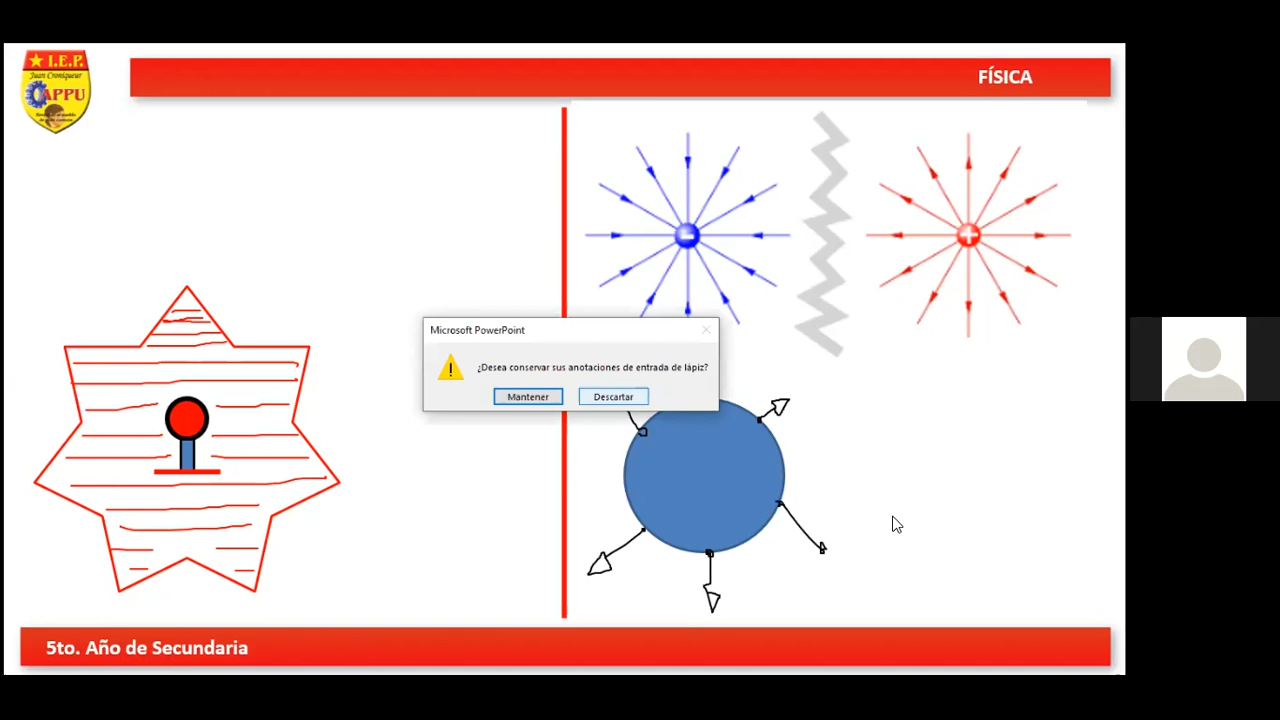 ★ I.E.P.
Juan Croniqueur
CAPPU
FÍSICA
-
+
Microsoft PowerPoint
¿Desea conservar sus anotaciones de entrada de lápiz?
Mantener
Descartar
5to. Año de Secundaria